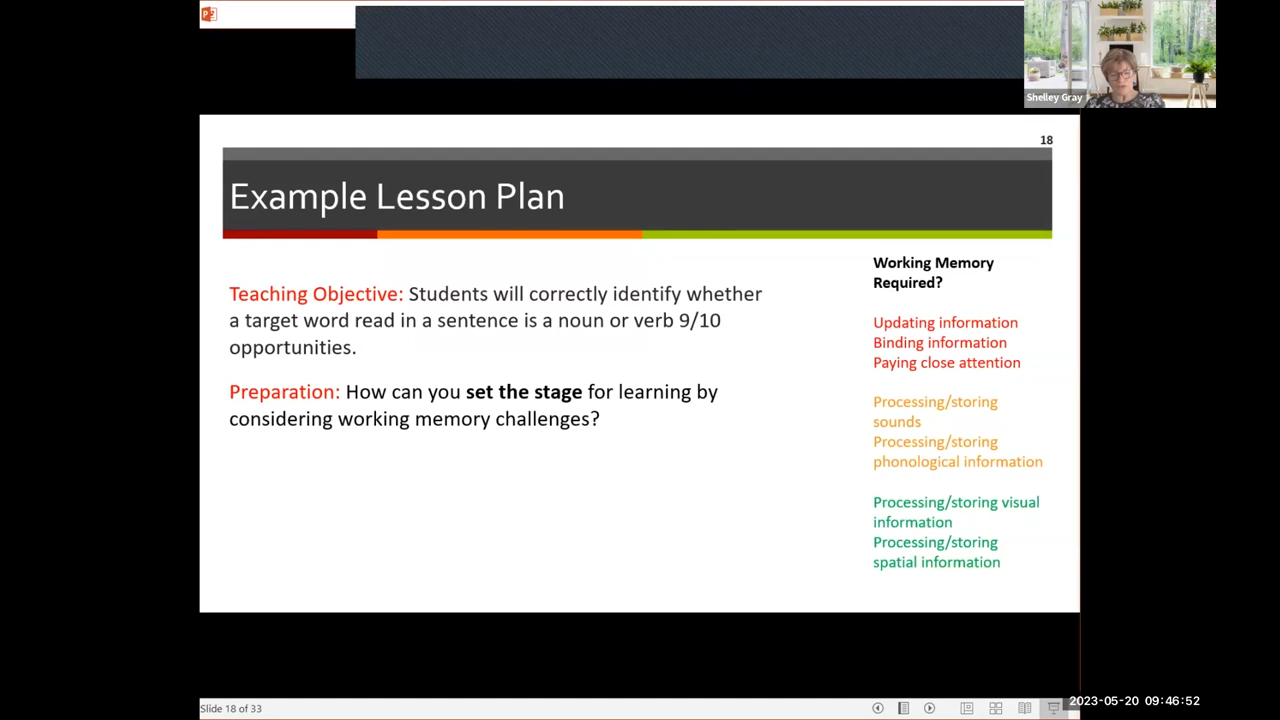 Shelley Gray
18
Example Lesson Plan
Teaching Objective: Students will correctly identify whether
a target word read in a sentence is a noun or verb 9/10
opportunities.
Preparation: How can you set the stage for learning by
considering working memory challenges?
Working Memory
Required?
Updating information
Binding information
Paying close attention
Processing/storing
sounds
Processing/storing
phonological information
Processing/storing visual
information
Processing/storing
spatial information
Slide 18 of 33
2023-05-20 09:46:52